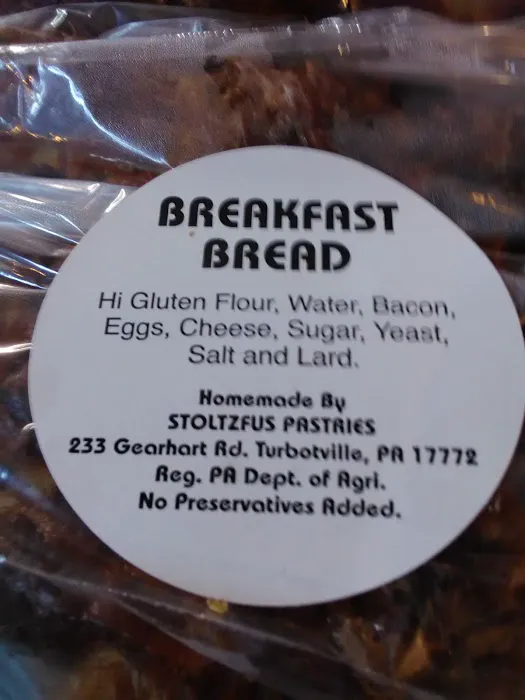 BREAKFAST
BREAD
Hi Gluten Flour, Water, Bacon,
Eggs, Cheese, Sugar, Yeast,
Salt and Lard.
Homemade By
STOLTZFUS PASTRIES
233 Gearhart Rd. Turbotville, PA 17772
Reg. PA Dept. of Agri.
No Preservatives Added.